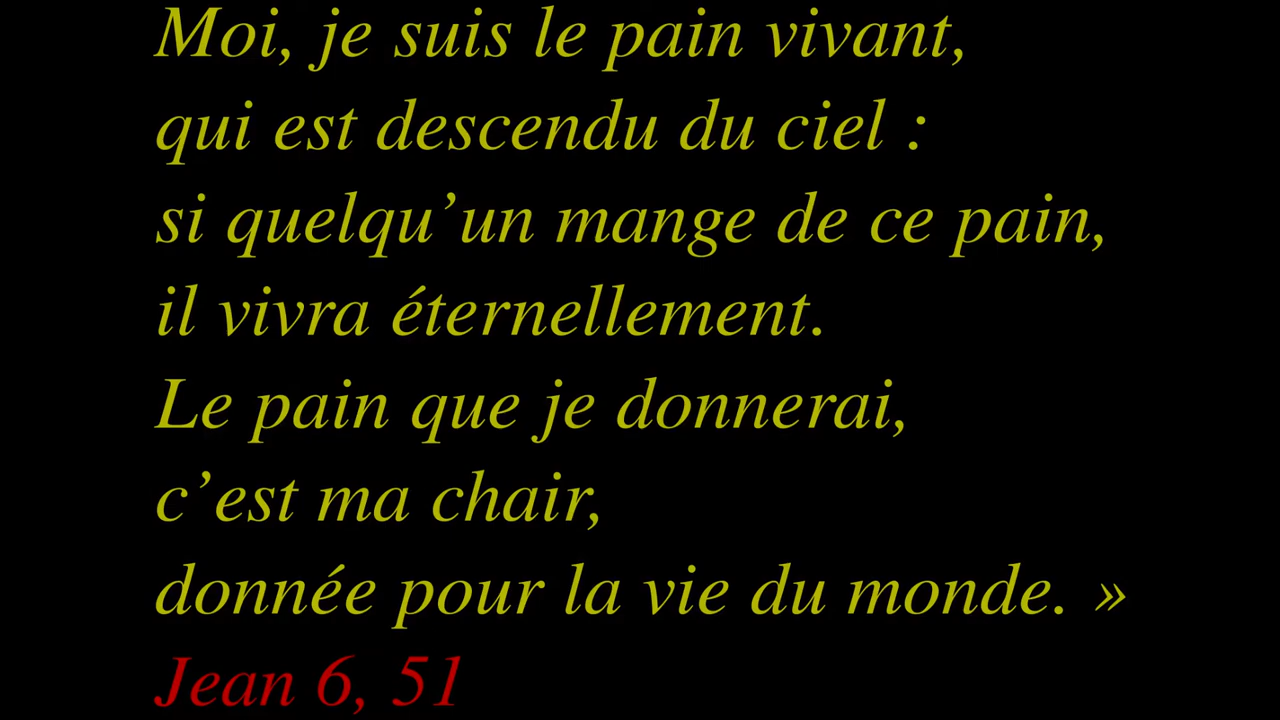 Moi, je suis le pain vivant,
qui est descendu du ciel :
si quelqu’un mange de ce pain,
il vivra éternellement.
Le pain que je donnerai,
c’est ma chair,
donnée pour la vie du monde. »
Jean 6, 51